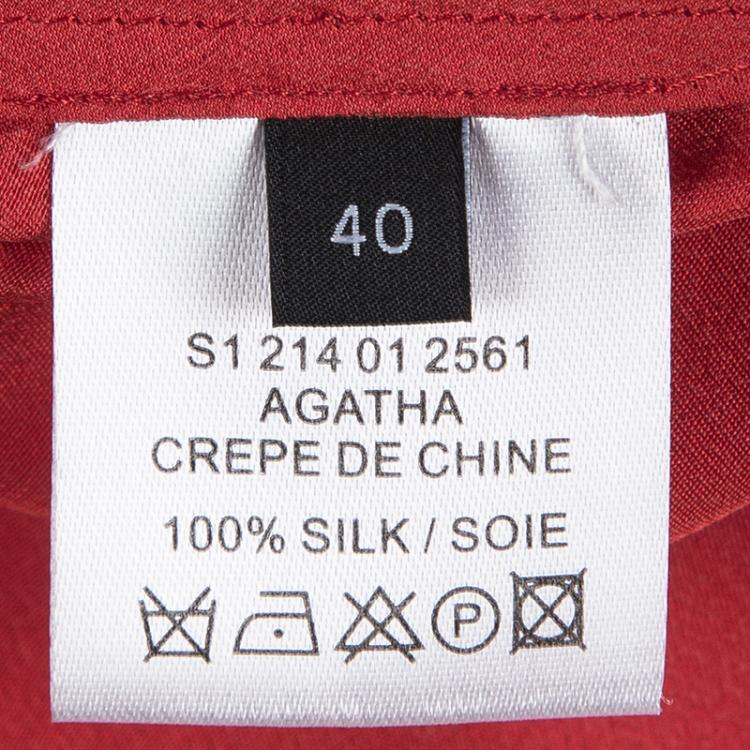 40
S1 214 01 2561
AGATHA
CREPE DE CHINE
100% SILK / SOIE
P